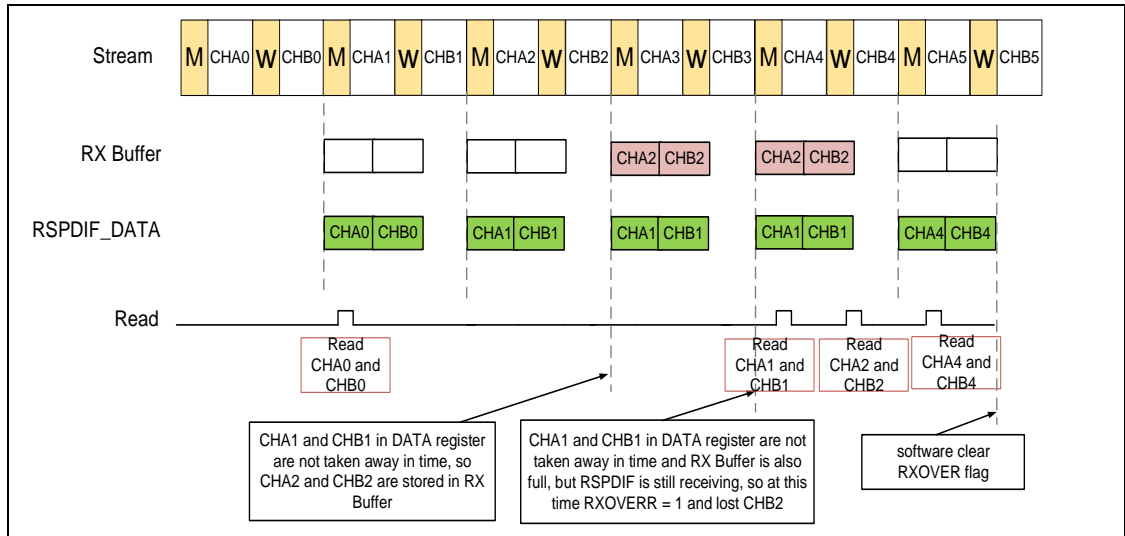 Stream M CHA0 W CHB0 M CHA1 W CHB1 M CHA2 W CHB2 M CHA3 W CHB3 M CHA4 W CHB4 M CHA5 W CHB5
RX Buffer CHA2 CHB2 CHA2 CHB2
RSPDIF_DATA CHA0 CHB0 CHA1 CHB1 CHA1 CHB1 CHA1 CHB1 CHA4 CHB4
Read
Read
CHA0 and
CHB0
Read
CHA1 and
CHB1
Read
CHA2 and
CHB2
Read
CHA4 and
CHB4
CHA1 and CHB1 in DATA register
are not taken away in time, so
CHA2 and CHB2 are stored in RX
Buffer
CHA1 and CHB1 in DATA register are not
taken away in time and RX Buffer is also
full, but RSPDIF is still receiving, so at this
time RXOVERR = 1 and lost CHB2
software clear
RXOVER flag